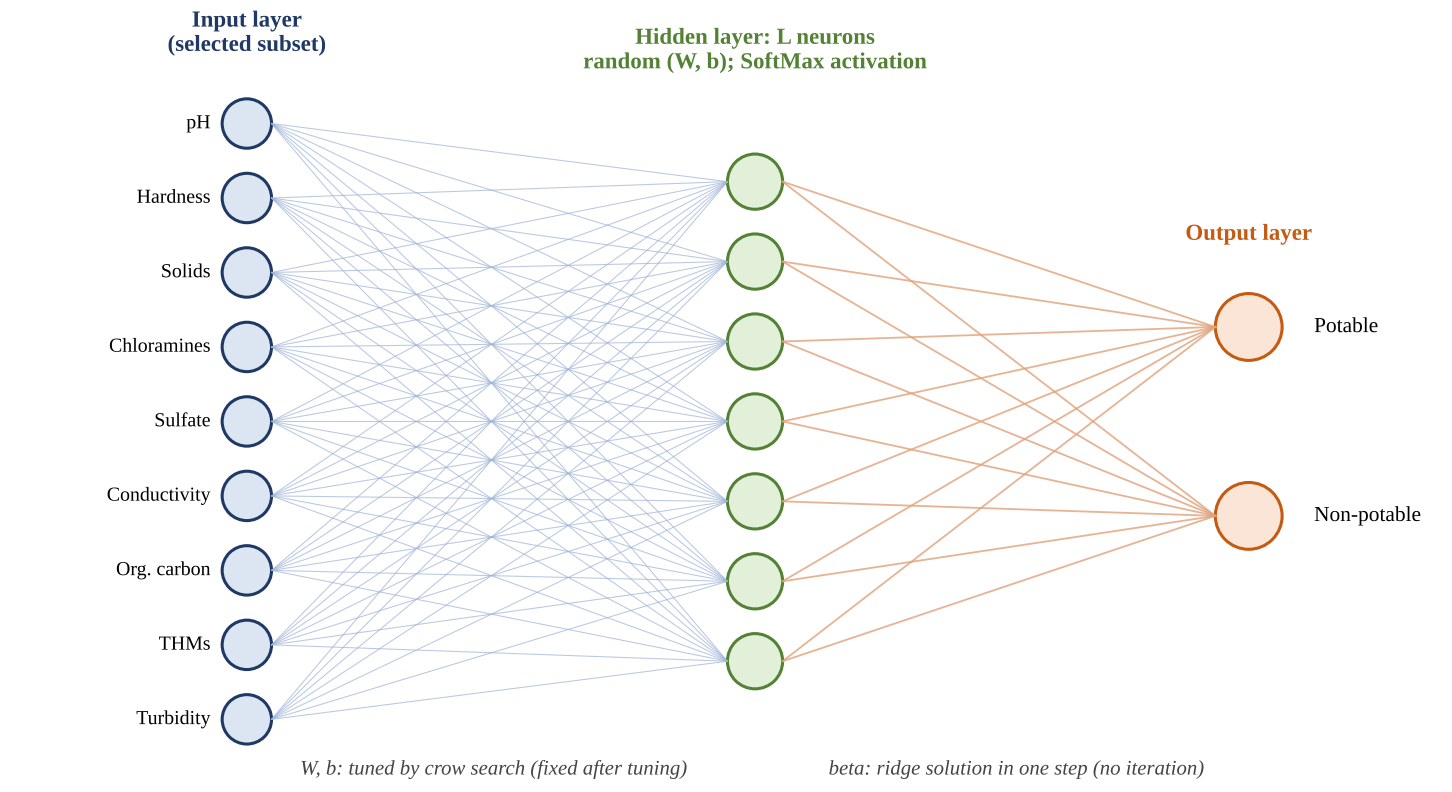 Input layer
(selected subset)
Hidden layer: L neurons
random (W, b); SoftMax activation
pH
Hardness
Solids
Chloramines
Sulfate
Conductivity
Org. carbon
THMs
Turbidity
Output layer
Potable
Non-potable
W, b: tuned by crow search (fixed after tuning)
beta: ridge solution in one step (no iteration)